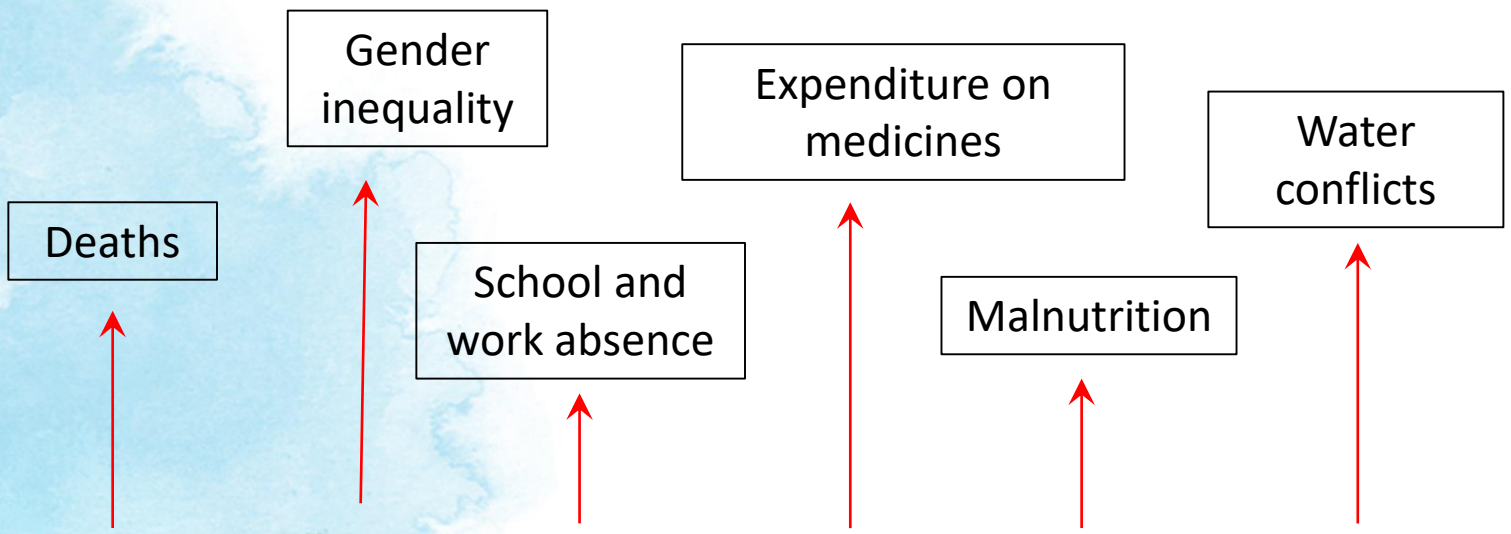 Gender
inequality
Expenditure on
medicines
Water
conflicts
Deaths
School and
work absence
Malnutrition